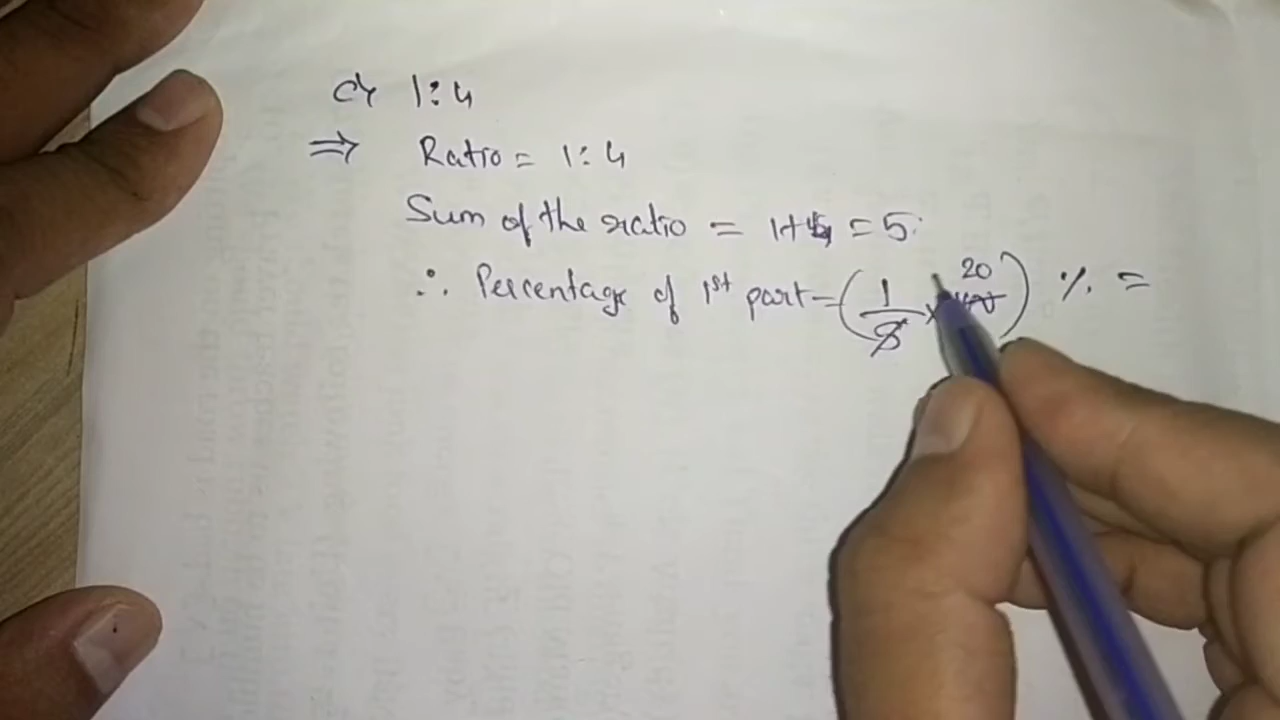 c) 1:4
⇒ Ratio = 1:4
Sum of the ratio = 1+4 = 5
∴ Percentage of 1st part = (1/5 × 100 20) % =